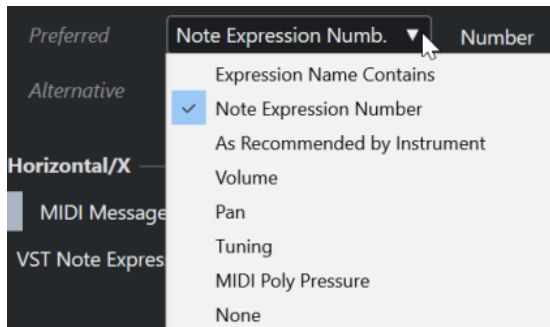 Preferred Note Expression Numb. Number
Alternative
Expression Name Contains
Note Expression Number
As Recommended by Instrument
Volume
Pan
Tuning
MIDI Poly Pressure
None
Horizontal/X
MIDI Message
VST Note Expres